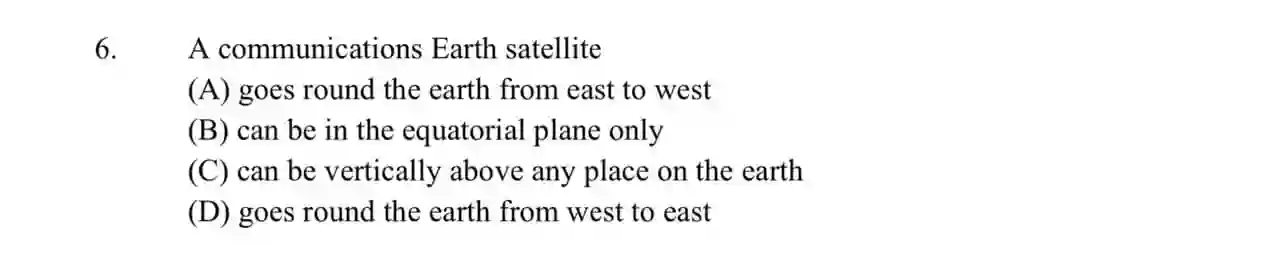 6. A communications Earth satellite
(A) goes round the earth from east to west
(B) can be in the equatorial plane only
(C) can be vertically above any place on the earth
(D) goes round the earth from west to east